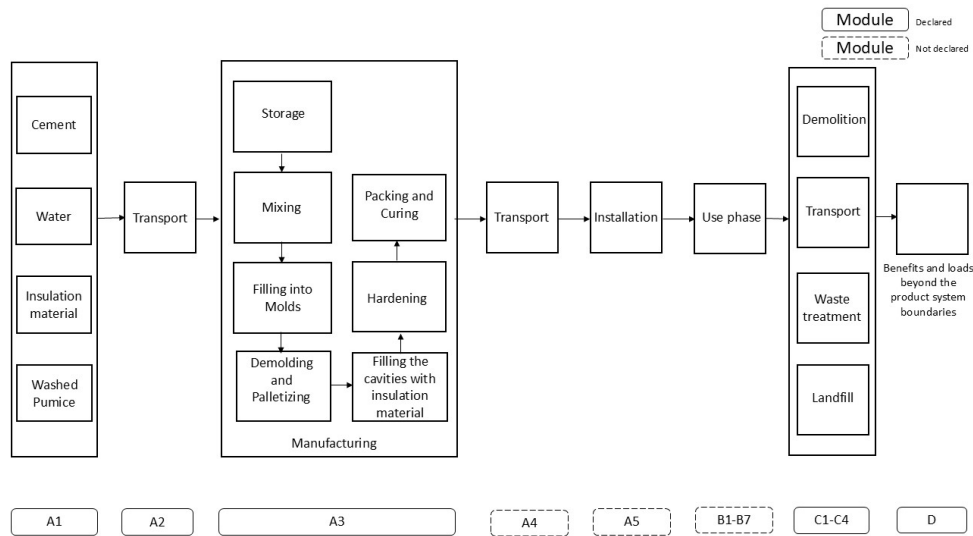 Module Declared
Module Not declared
Cement
Water
Insulation
material
Washed
Pumice
Transport
Storage
Mixing
Filling into
Molds
Demolding
and
Palletizing
Filling the
cavities with
insulation
material
Hardening
Packing and
Curing
Manufacturing
Transport
Installation
Use phase
Demolition
Transport
Waste
treatment
Landfill
Benefits and loads
beyond the
product system
boundaries
A1 A2 A3 A4 A5 B1-B7 C1-C4 D